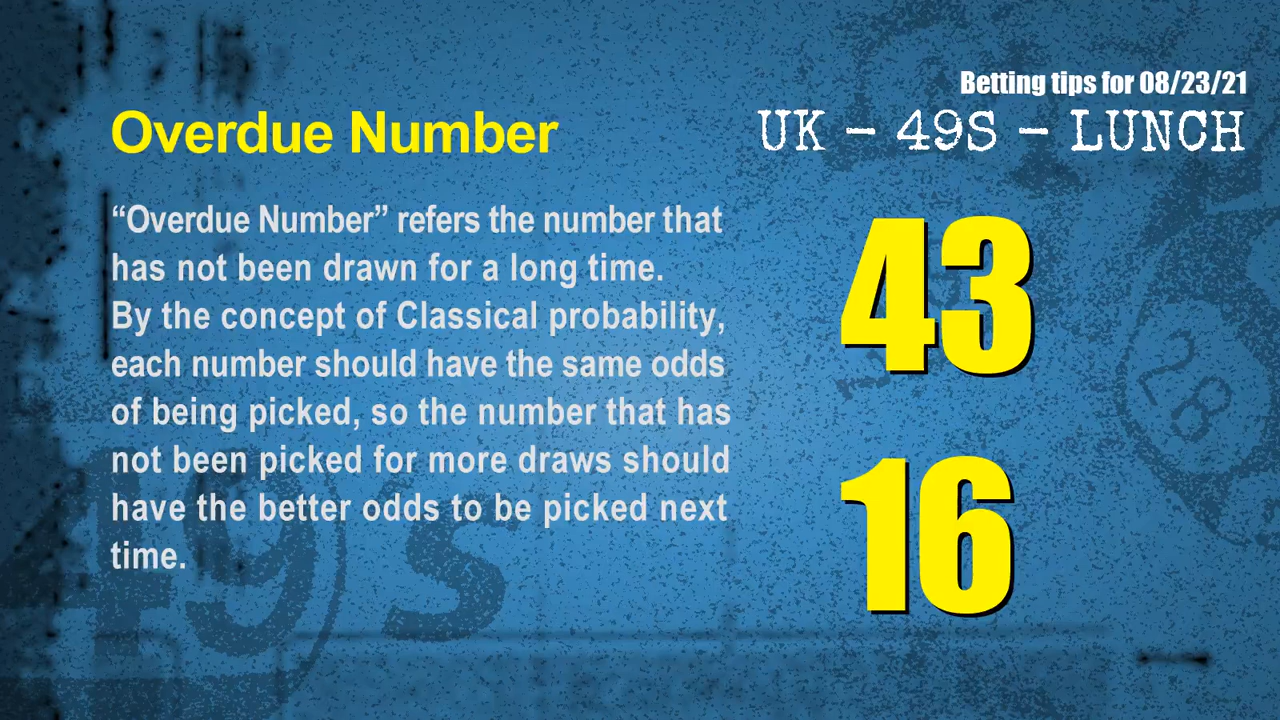 Betting tips for 08/23/21
UK - 49S - LUNCH
Overdue Number
“Overdue Number” refers the number that
has not been drawn for a long time.
By the concept of Classical probability,
each number should have the same odds
of being picked, so the number that has
not been picked for more draws should
have the better odds to be picked next
time.
43
16
28
49's